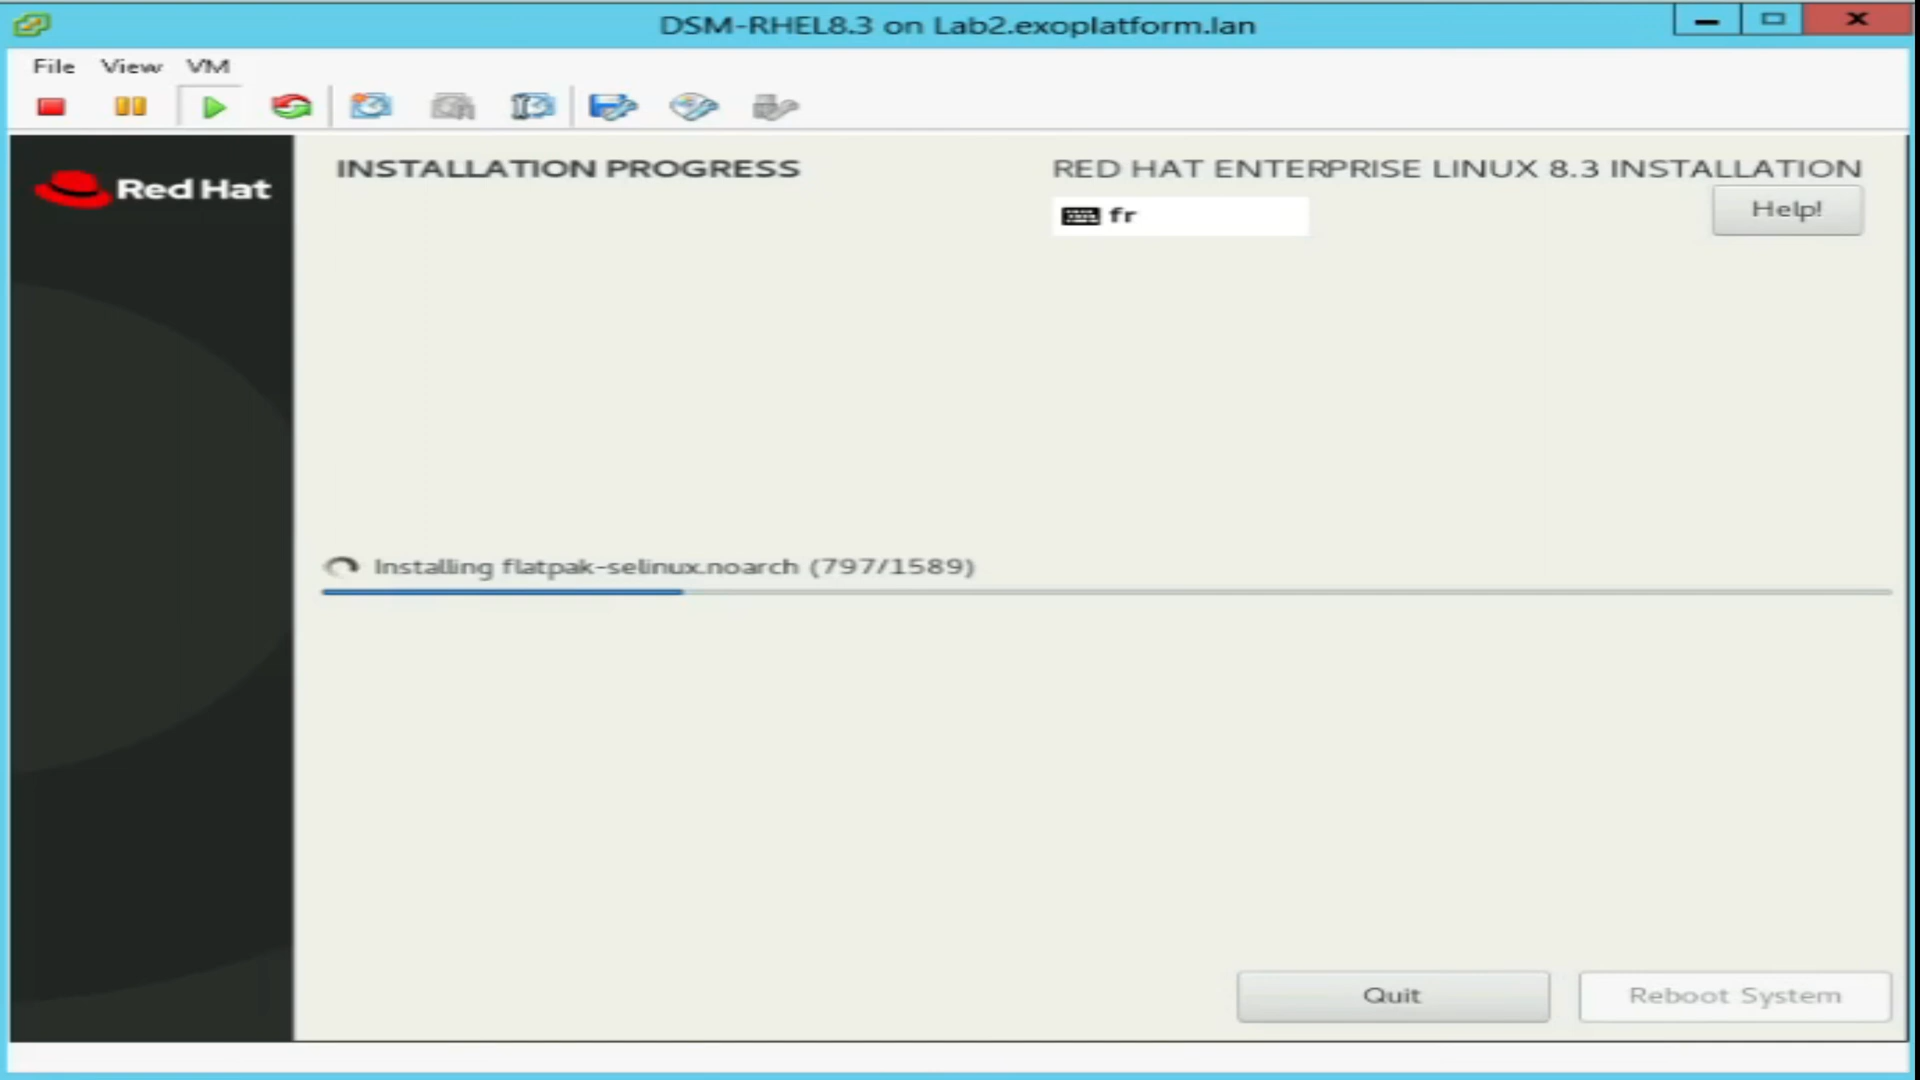 DSM-RHEL8.3 on Lab2.exoplatform.lan
File View VM
Red Hat
INSTALLATION PROGRESS
RED HAT ENTERPRISE LINUX 8.3 INSTALLATION
fr
Help!
Installing flatpak-selinux.noarch (797/1589)
Quit
Reboot System